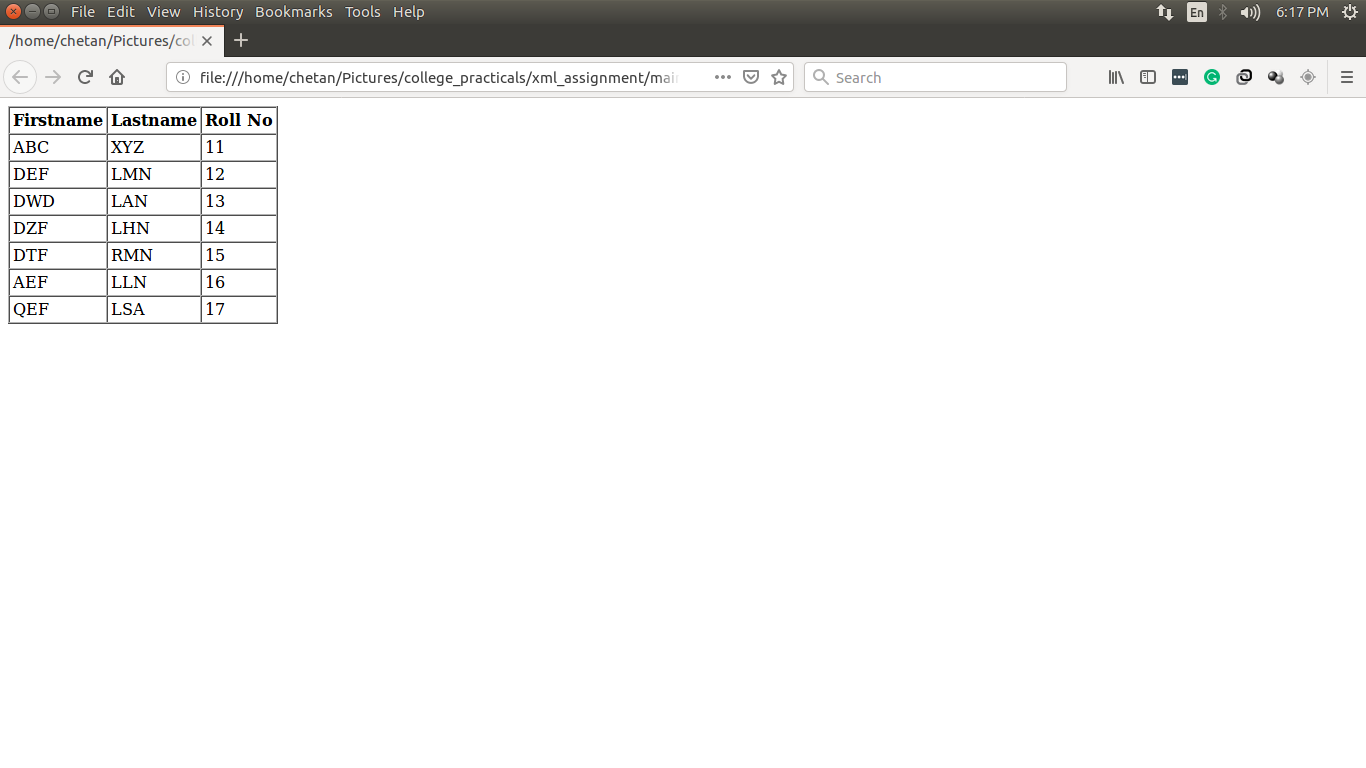 File Edit View History Bookmarks Tools Help En 6:17 PM
/home/chetan/Pictures/col
file:///home/chetan/Pictures/college_practicals/xml_assignment/mai Search
Firstname Lastname Roll No
ABC XYZ 11
DEF LMN 12
DWD LAN 13
DZF LHN 14
DTF RMN 15
AEF LLN 16
QEF LSA 17